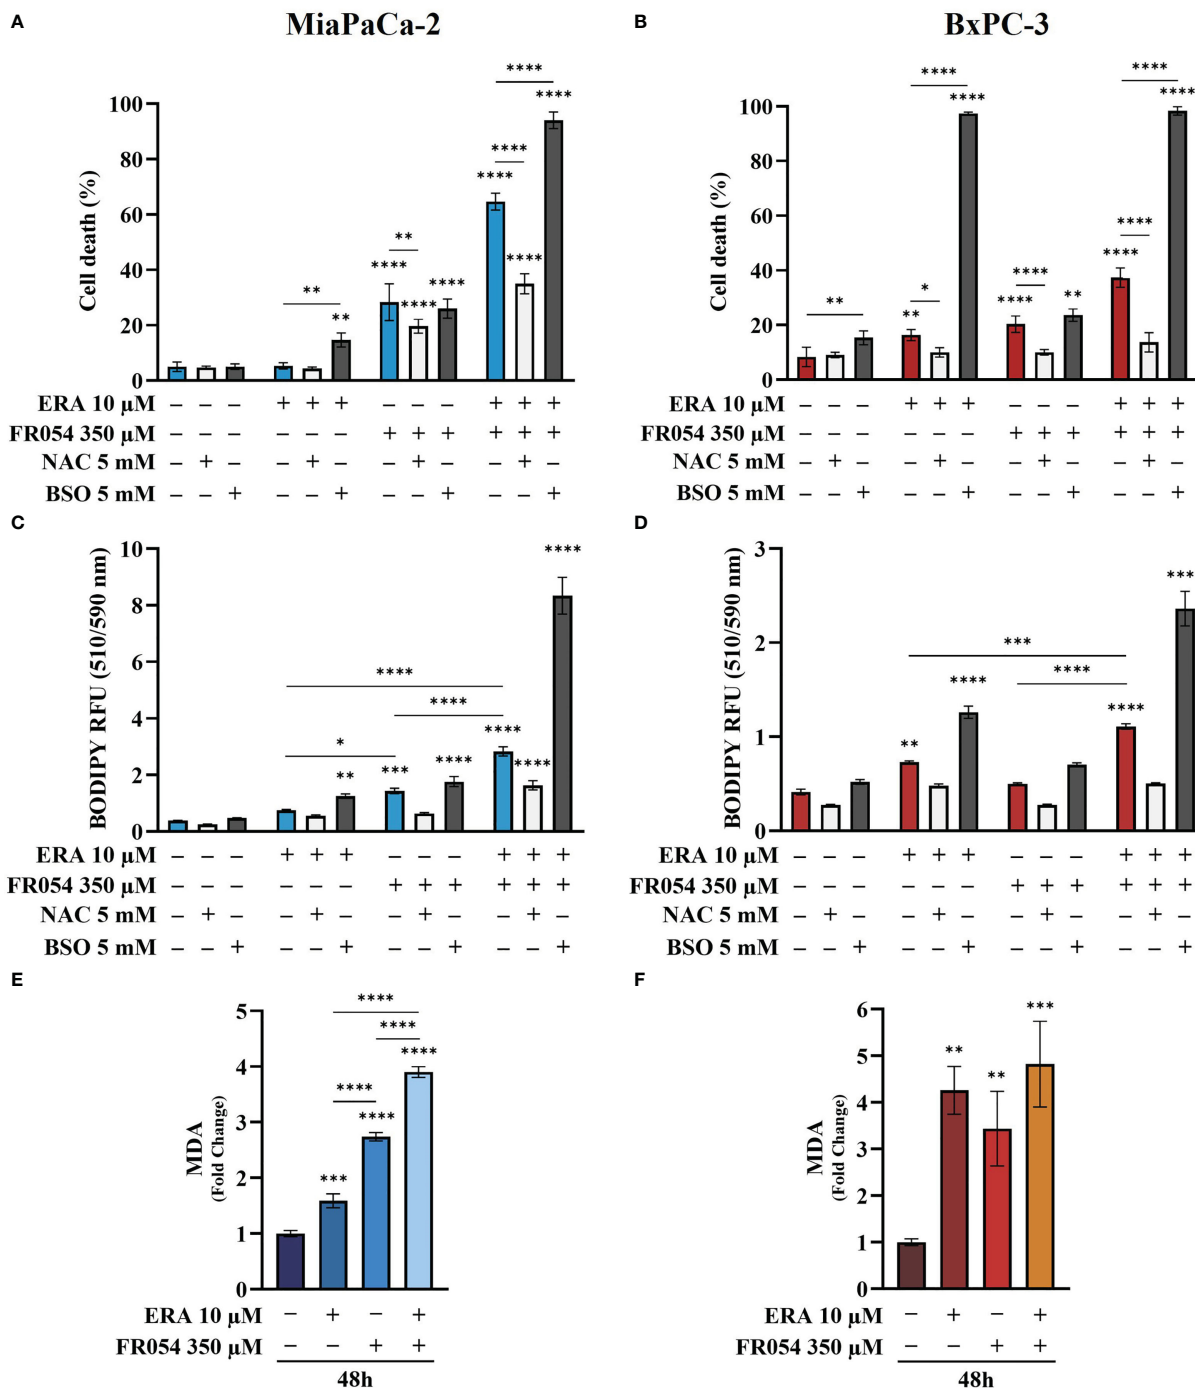 A MiaPaCa-2
B BxPC-3
**** ****
**** ****
**** ****
100
80
60
40
20
0
Cell death (%)
**
**
**
****
****
****
****
****
****
100
80
60
40
20
0
Cell death (%)
**
**
*
****
****
**
****
****
ERA 10 μM – – – + + + – – – + + +
FR054 350 μM – – – – – – + + + + + +
NAC 5 mM – + – – + – – + – – + –
BSO 5 mM – – + – – + – – + – – +
ERA 10 μM – – – + + + – – – + + +
FR054 350 μM – – – – – – + + + + + +
NAC 5 mM – + – – + – – + – – + –
BSO 5 mM – – + – – + – – + – – +
C
D
10
8
6
4
2
0
BODIPY RFU (510/590 nm)
****
****
****
*
**
***
****
****
****
3
2
1
0
BODIPY RFU (510/590 nm)
***
***
****
****
**
****
ERA 10 μM – – – + + + – – – + + +
FR054 350 μM – – – – – – + + + + + +
NAC 5 mM – + – – + – – + – – + –
BSO 5 mM – – + – – + – – + – – +
ERA 10 μM – – – + + + – – – + + +
FR054 350 μM – – – – – – + + + + + +
NAC 5 mM – + – – + – – + – – + –
BSO 5 mM – – + – – + – – + – – +
E
F
5
4
3
2
1
0
MDA
(Fold Change)
****
****
****
****
****
***
6
5
4
3
2
1
0
MDA
(Fold Change)
**
**
***
ERA 10 μM – + – +
FR054 350 μM – – + +
48h
ERA 10 μM – + – +
FR054 350 μM – – + +
48h